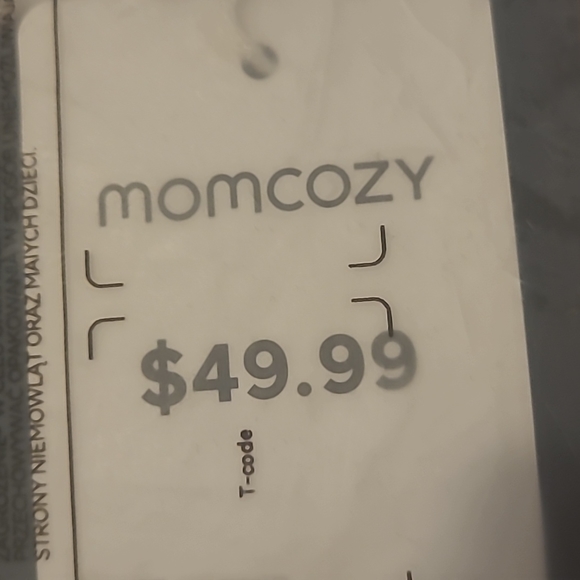 momcozy
$49.99
T-code
STRONY NIEMOWLĄT ORAZ MAŁYCH DZIECI.